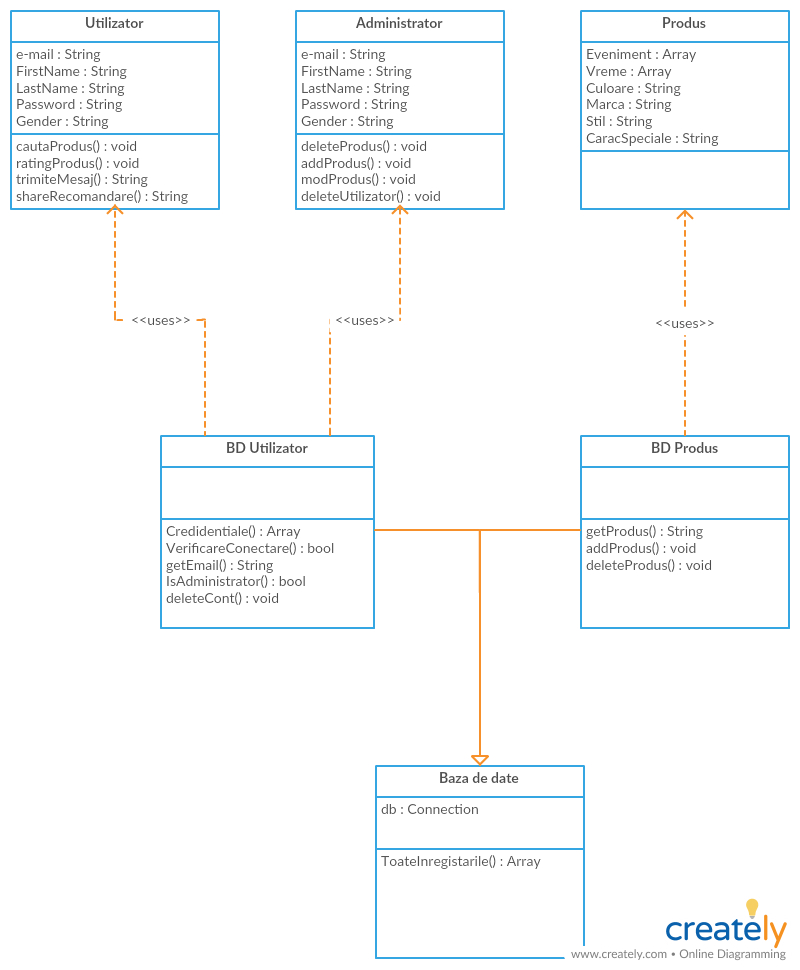 Utilizator
e-mail : String
FirstName : String
LastName : String
Password : String
Gender : String
cautaProdus() : void
ratingProdus() : void
trimiteMesaj() : String
shareRecomandare() : String
Administrator
e-mail : String
FirstName : String
LastName : String
Password : String
Gender : String
deleteProdus() : void
addProdus() : void
modProdus() : void
deleteUtilizator() : void
Produs
Eveniment : Array
Vreme : Array
Culoare : String
Marca : String
Stil : String
CaracSpeciale : String
<<uses>>
<<uses>>
<<uses>>
BD Utilizator
Credidentiale() : Array
VerificareConectare() : bool
getEmail() : String
IsAdministrator() : bool
deleteCont() : void
BD Produs
getProdus() : String
addProdus() : void
deleteProdus() : void
Baza de date
db : Connection
ToateInregistarile() : Array
creately
www.creately.com • Online Diagramming